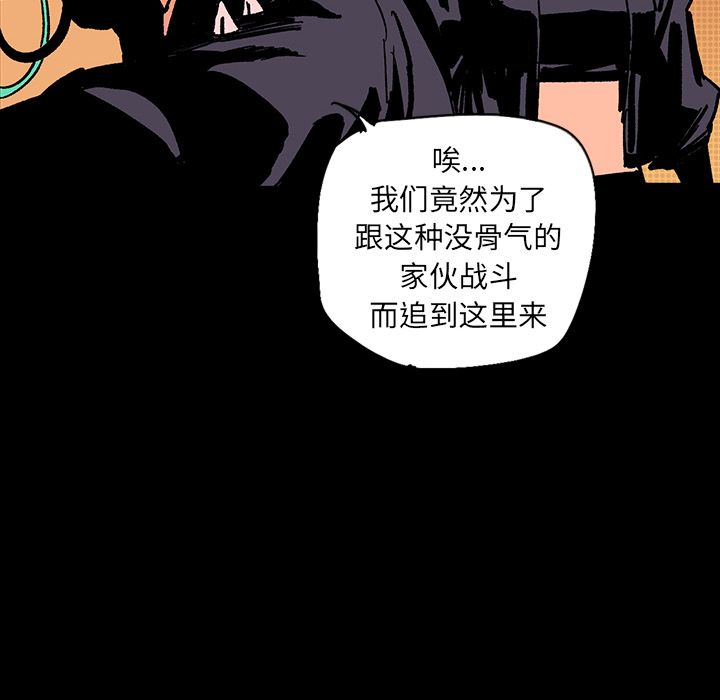 唉…
我们竟然为了
跟这种没骨气的
家伙战斗
而追到这里来